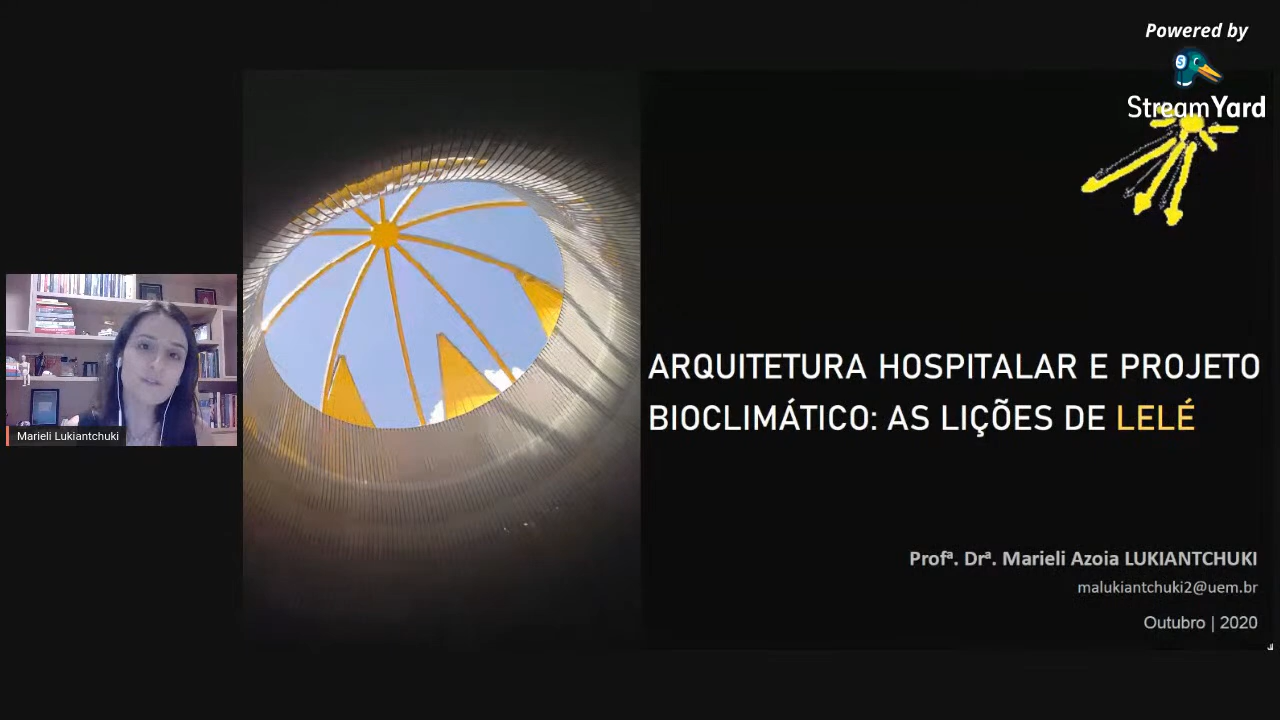 Powered by
StreamYard
ARQUITETURA HOSPITALAR E PROJETO
BIOCLIMÁTICO: AS LIÇÕES DE LELÉ
Marieli Lukiantchuki
Profª. Drª. Marieli Azoia LUKIANTCHUKI
malukiantchuki2@uem.br
Outubro | 2020